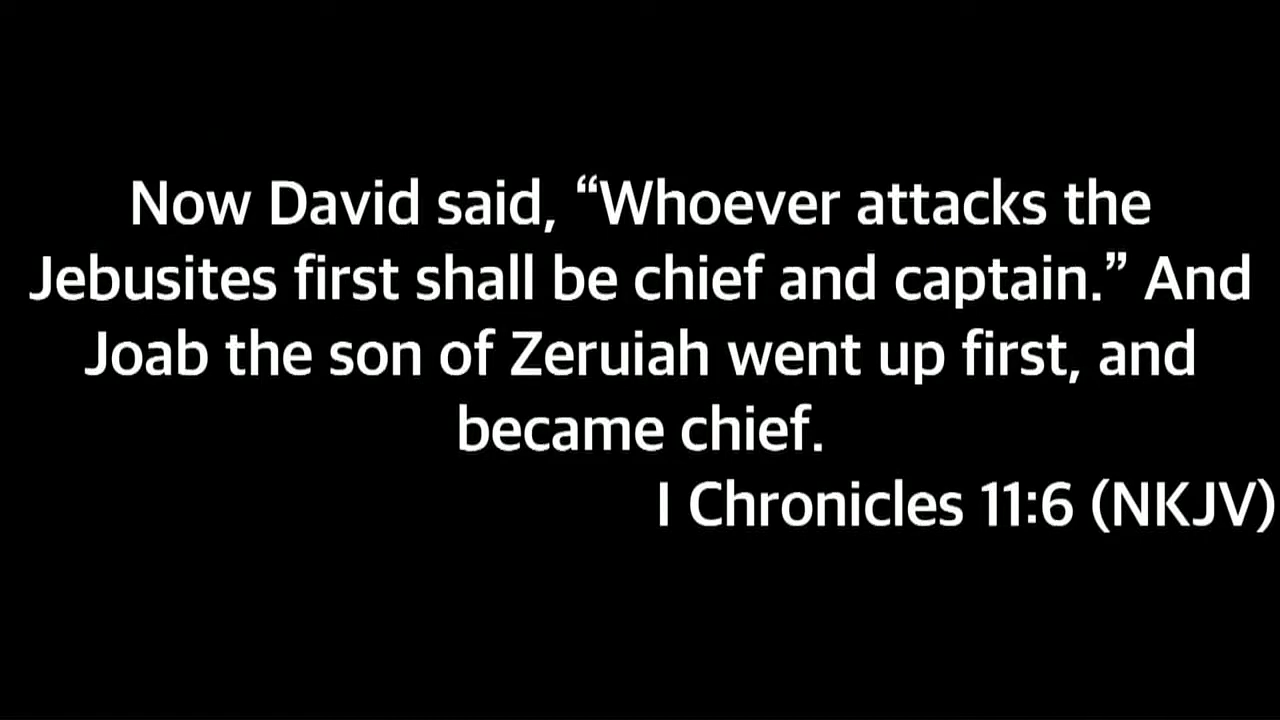 Now David said, “Whoever attacks the
Jebusites first shall be chief and captain.” And
Joab the son of Zeruiah went up first, and
became chief.
I Chronicles 11:6 (NKJV)